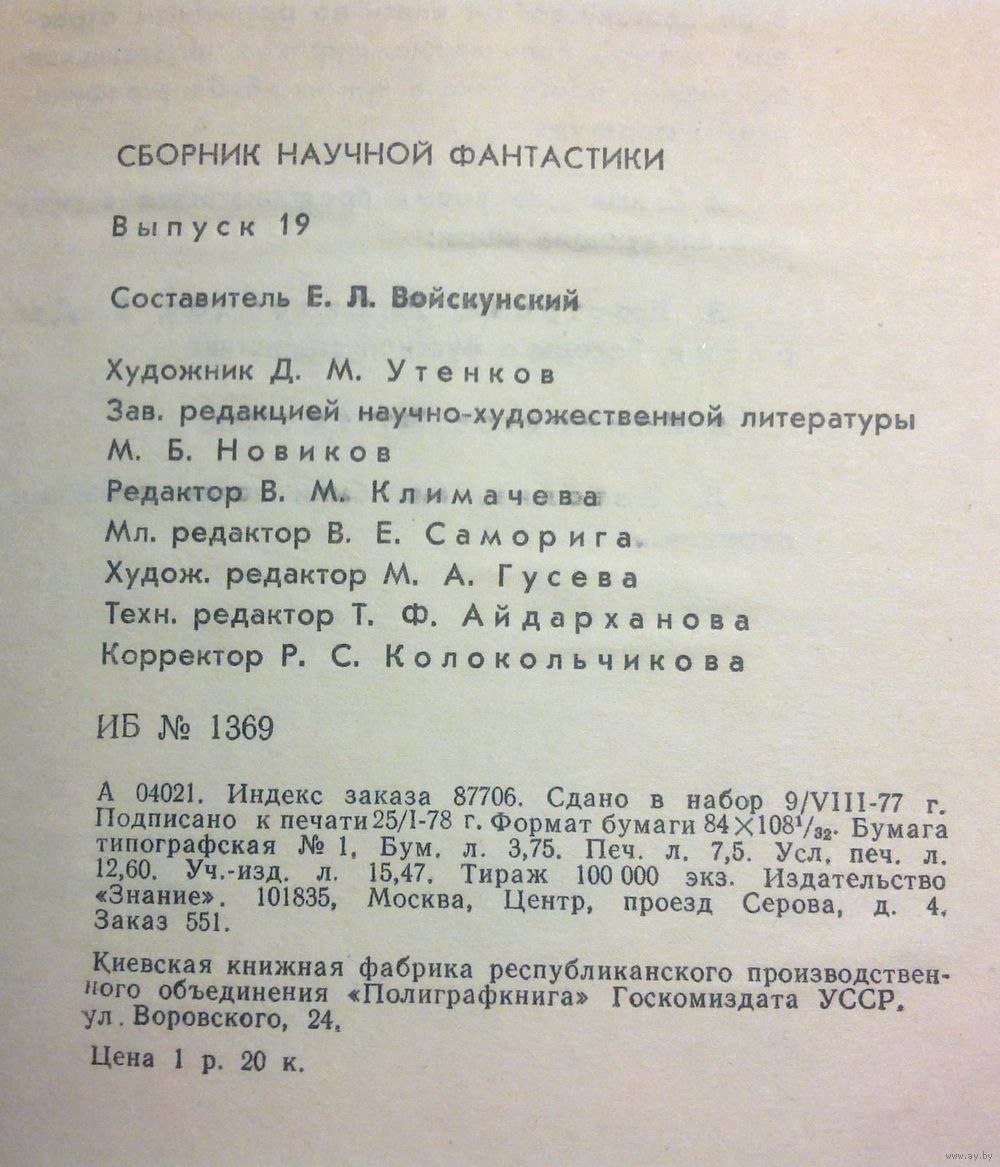 СБОРНИК НАУЧНОЙ ФАНТАСТИКИ
Выпуск 19
Составитель Е. Л. Войскунский
Художник Д. М. Утенков
Зав. редакцией научно-художественной литературы
М. Б. Новиков
Редактор В. М. Климачева
Мл. редактор В. Е. Саморига.
Худож. редактор М. А. Гусева
Техн. редактор Т. Ф. Айдарханова
Корректор Р. С. Колокольчикова
ИБ № 1369
А 04021. Индекс заказа 87706. Сдано в набор 9/VIII-77 г.
Подписано к печати 25/I-78 г. Формат бумаги 84×108¹/₃₂. Бумага
типографская № 1. Бум. л. 3,75. Печ. л. 7,5. Усл. печ. л.
12,60. Уч.-изд. л. 15,47. Тираж 100 000 экз. Издательство
«Знание». 101835, Москва, Центр, проезд Серова, д. 4.
Заказ 551.
Киевская книжная фабрика республиканского производствен-
ного объединения «Полиграфкнига» Госкомиздата УССР.
ул. Воровского, 24.
Цена 1 р. 20 к.
www.ay.by